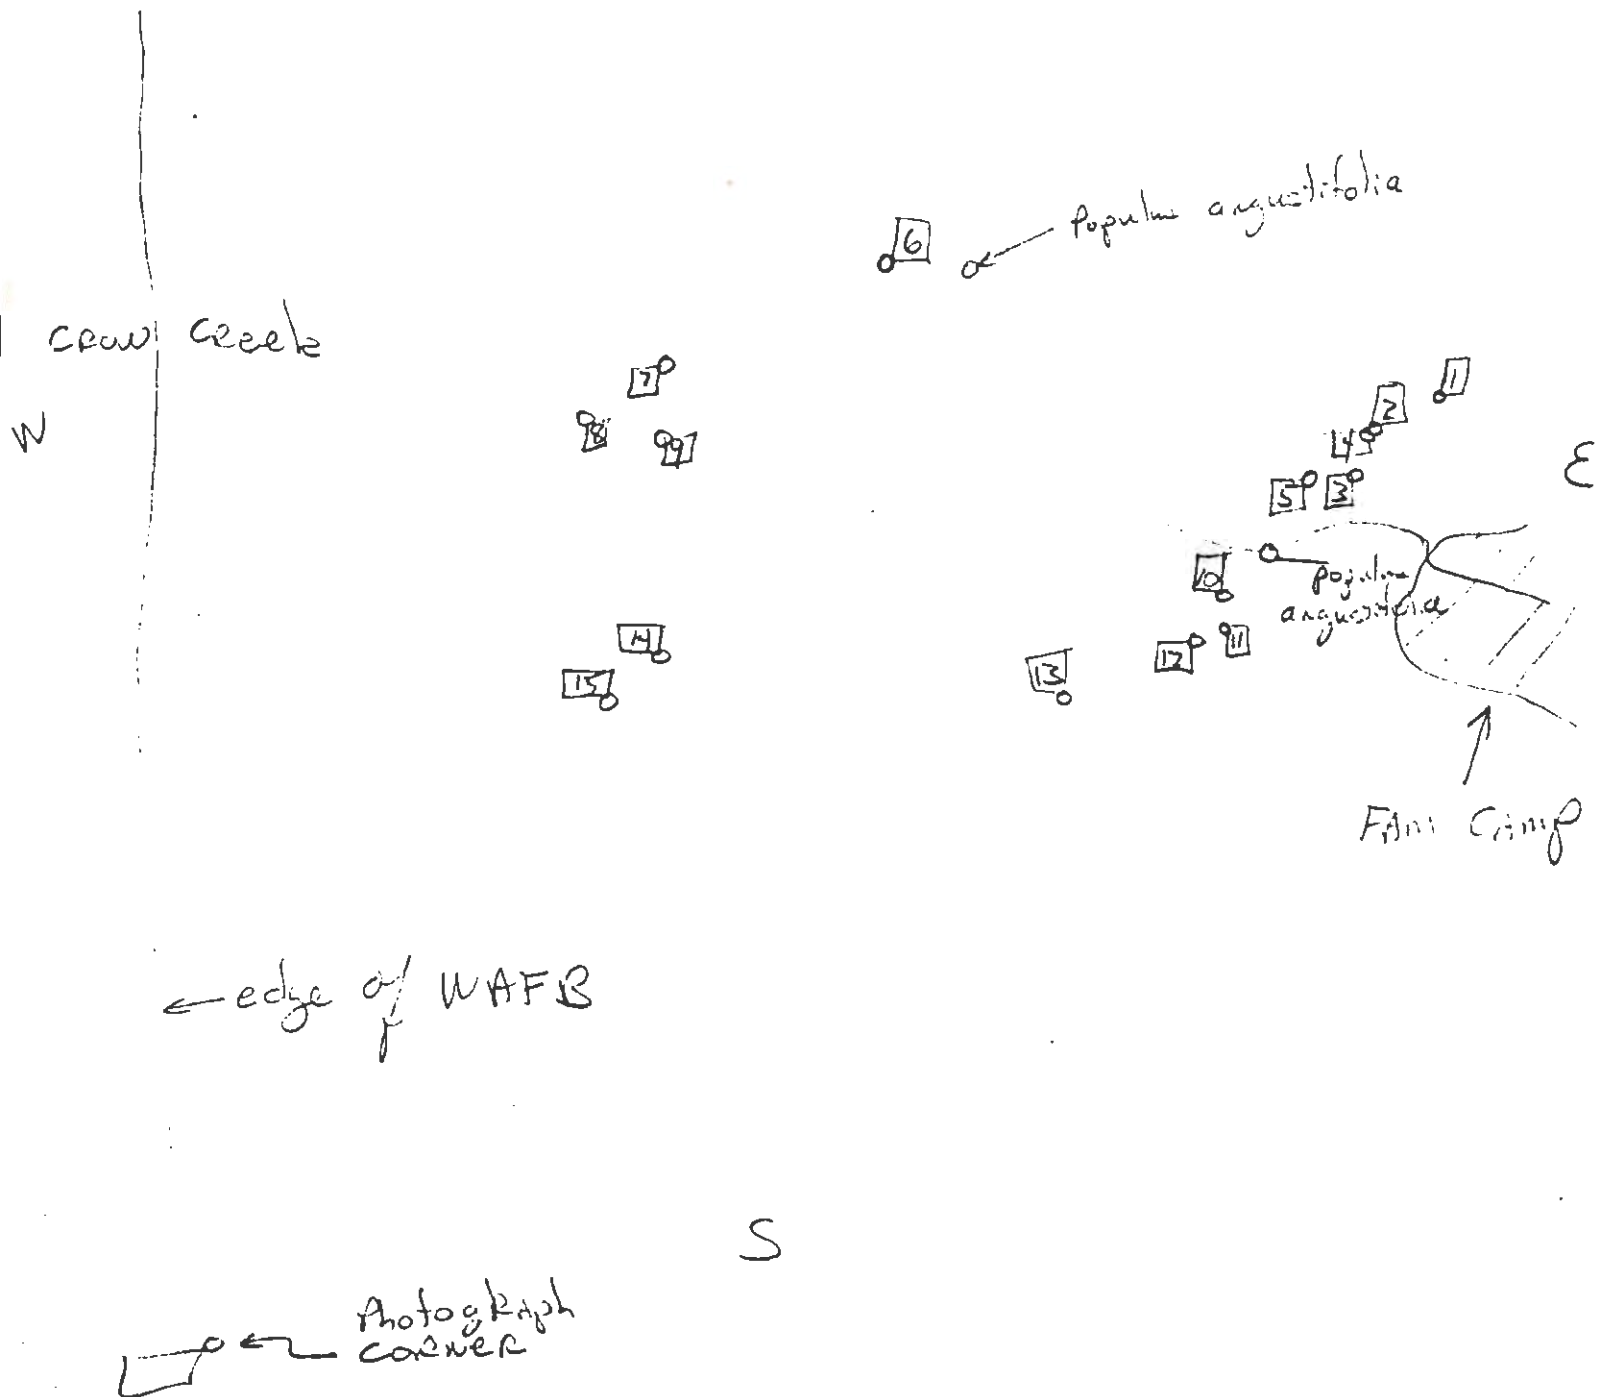 Populus angustifolia
6
Crow Creek
7
1
2
8
W
4
9
E
5
3
10
populus
angustifolia
14
11
12
13
15
FAM CAMP
edge of WAFB
S
Photograph
CORNER